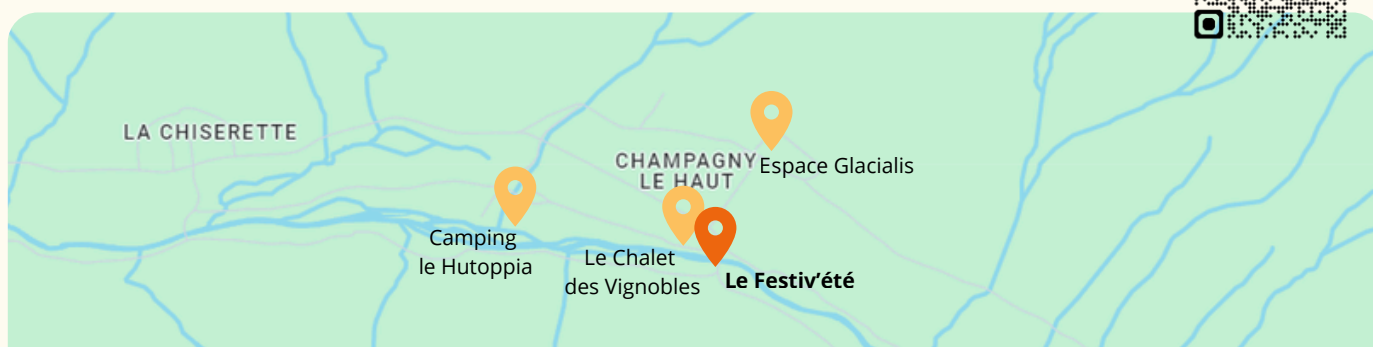 LA CHISERETTE
CHAMPAGNY
LE HAUT
Espace Glacialis
Camping
le Hutoppia
Le Chalet
des Vignobles
Le Festiv’été